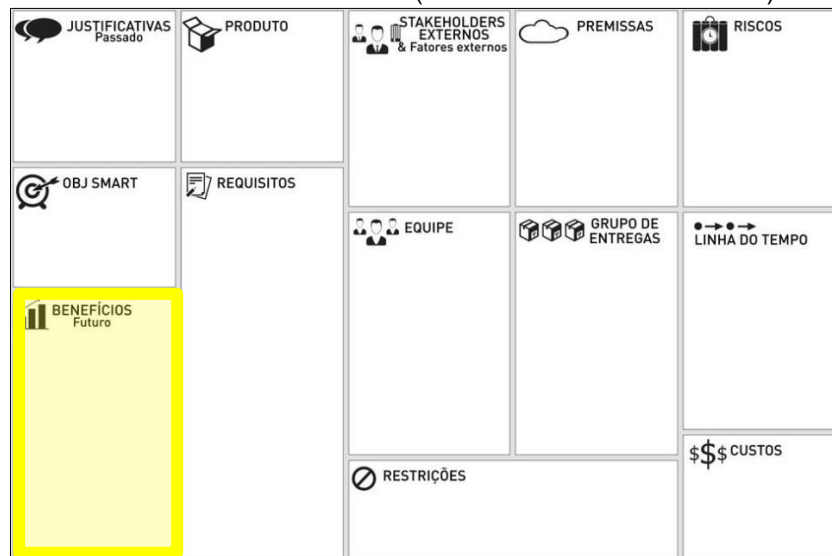 JUSTIFICATIVAS
Passado
PRODUTO
STAKEHOLDERS
EXTERNOS
& Fatores externos
PREMISSAS
RISCOS
OBJ SMART
REQUISITOS
EQUIPE
GRUPO DE
ENTREGAS
LINHA DO TEMPO
BENEFÍCIOS
Futuro
RESTRIÇÕES
$$$ CUSTOS